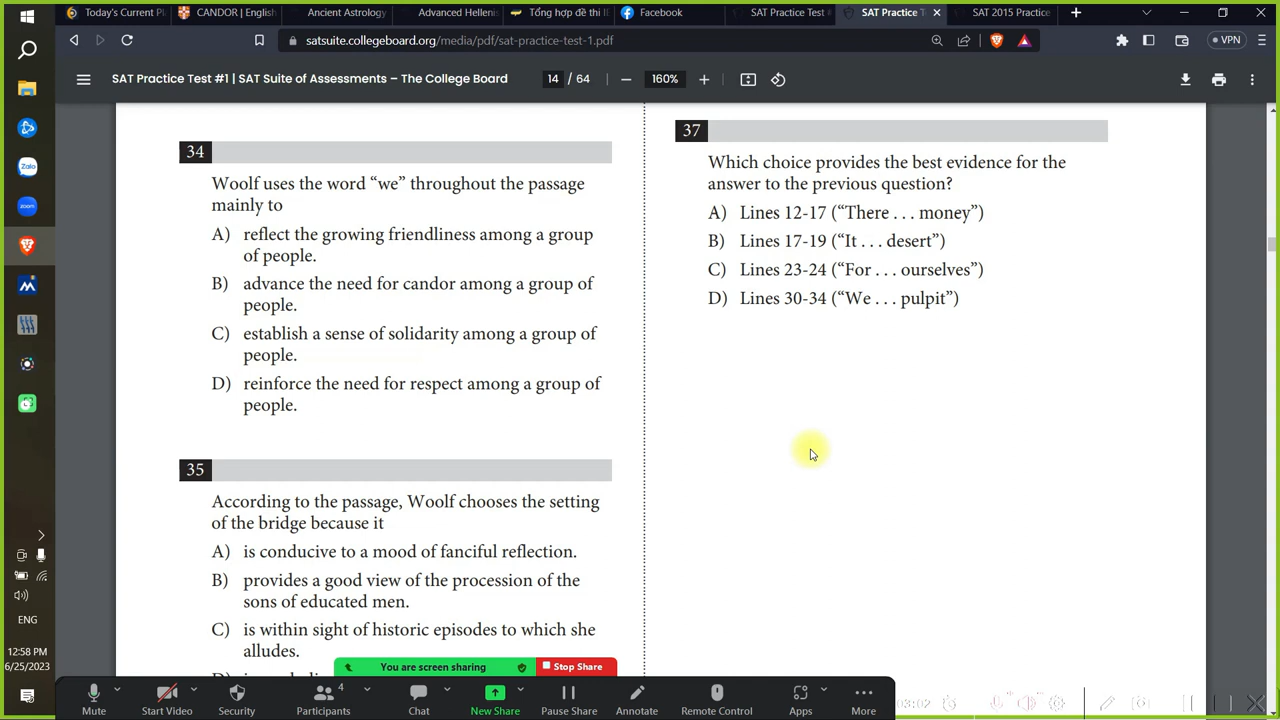 Today's Current Pl
CANDOR | English
Ancient Astrology
Advanced Hellenis
Tổng hợp đề thi IE
Facebook
SAT Practice Test #
SAT Practice T
SAT 2015 Practice
satsuite.collegeboard.org/media/pdf/sat-practice-test-1.pdf
VPN
SAT Practice Test #1 | SAT Suite of Assessments – The College Board
14 / 64
160%
34
Woolf uses the word “we” throughout the passage
mainly to
A) reflect the growing friendliness among a group
of people.
B) advance the need for candor among a group of
people.
C) establish a sense of solidarity among a group of
people.
D) reinforce the need for respect among a group of
people.
35
According to the passage, Woolf chooses the setting
of the bridge because it
A) is conducive to a mood of fanciful reflection.
B) provides a good view of the procession of the
sons of educated men.
C) is within sight of historic episodes to which she
alludes.
37
Which choice provides the best evidence for the
answer to the previous question?
A) Lines 12-17 (“There . . . money”)
B) Lines 17-19 (“It . . . desert”)
C) Lines 23-24 (“For . . . ourselves”)
D) Lines 30-34 (“We . . . pulpit”)
Zalo
zoom
ENG
12:58 PM
6/25/2023
You are screen sharing
Stop Share
Mute
Start Video
Security
4
Participants
Chat
New Share
Pause Share
Annotate
Remote Control
Apps
More
03:02